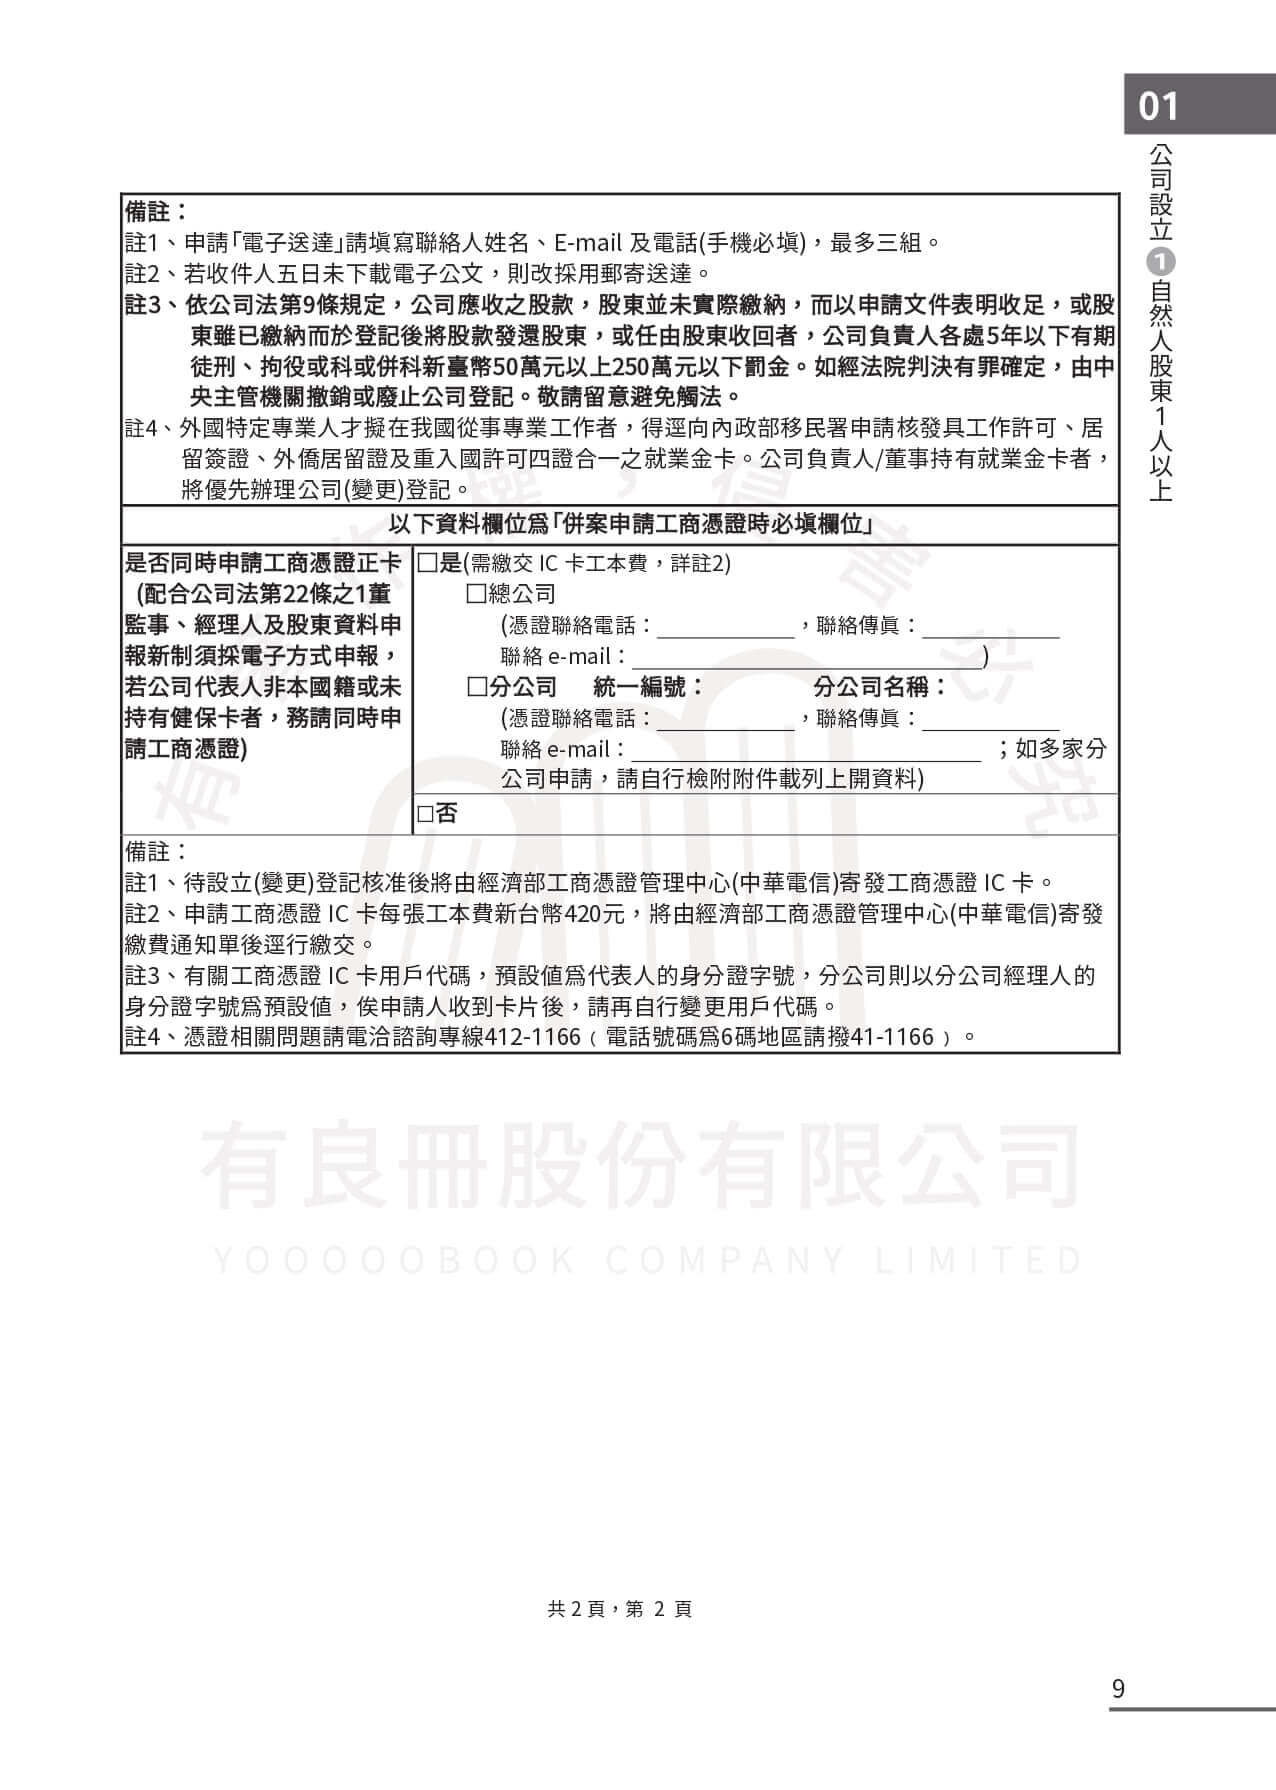 01
公司設立❶自然人股東1人以上
備註：
註1、申請「電子送達」請填寫聯絡人姓名、E-mail 及電話(手機必填)，最多三組。
註2、若收件人五日未下載電子公文，則改採用郵寄送達。
註3、依公司法第9條規定，公司應收之股款，股東並未實際繳納，而以申請文件表明收足，或股
東雖已繳納而於登記後將股款發還股東，或任由股東收回者，公司負責人各處5年以下有期
徒刑、拘役或科或併科新臺幣50萬元以上250萬元以下罰金。如經法院判決有罪確定，由中
央主管機關撤銷或廢止公司登記。敬請留意避免觸法。
註4、外國特定專業人才擬在我國從事專業工作者，得逕向內政部移民署申請核發具工作許可、居
留簽證、外僑居留證及重入國許可四證合一之就業金卡。公司負責人/董事持有就業金卡者，
將優先辦理公司(變更)登記。
以下資料欄位為「併案申請工商憑證時必填欄位」
是否同時申請工商憑證正卡
(配合公司法第22條之1董
監事、經理人及股東資料申
報新制須採電子方式申報，
若公司代表人非本國籍或未
持有健保卡者，務請同時申
請工商憑證)
□是(需繳交 IC 卡工本費，詳註2)
□總公司
(憑證聯絡電話：____________，聯絡傳真：____________
聯絡 e-mail：______________________________)
□分公司 統一編號： 分公司名稱：
(憑證聯絡電話：____________，聯絡傳真：____________
聯絡 e-mail：______________________________ ；如多家分
公司申請，請自行檢附附件載列上開資料)
□否
備註：
註1、待設立(變更)登記核准後將由經濟部工商憑證管理中心(中華電信)寄發工商憑證 IC 卡。
註2、申請工商憑證 IC 卡每張工本費新台幣420元，將由經濟部工商憑證管理中心(中華電信)寄發
繳費通知單後逕行繳交。
註3、有關工商憑證 IC 卡用戶代碼，預設值為代表人的身分證字號，分公司則以分公司經理人的
身分證字號為預設值，俟申請人收到卡片後，請再自行變更用戶代碼。
註4、憑證相關問題請電洽諮詢專線412-1166﹙電話號碼為6碼地區請撥41-1166﹚。
有著作權，侵害必究
有良冊股份有限公司
YOOOOOBOOK COMPANY LIMITED
共 2 頁，第 2 頁
9